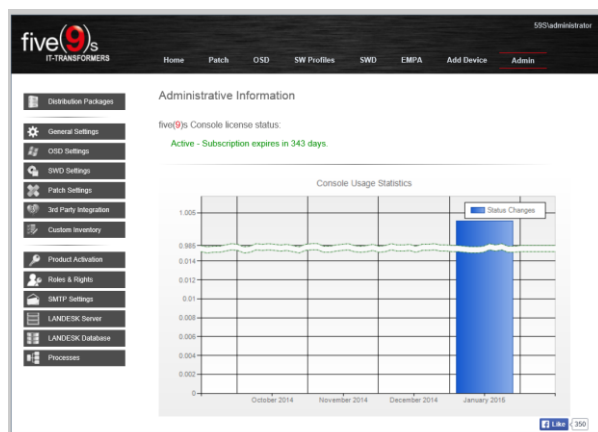 59S\administrator
five(9)s
IT-TRANSFORMERS
Home Patch OSD SW Profiles SWD EMPA Add Device Admin
Distribution Packages
General Settings
OSD Settings
SWD Settings
Patch Settings
3rd Party Integration
Custom Inventory
Product Activation
Roles & Rights
SMTP Settings
LANDESK Server
LANDESK Database
Processes
Administrative Information
five(9)s Console license status:
Active - Subscription expires in 343 days.
Console Usage Statistics
Status Changes
1.005
0.985
0.014
0.012
0.01
0.008
0.006
0.004
0.002
0
October 2014 November 2014 December 2014 January 2015
Like 350